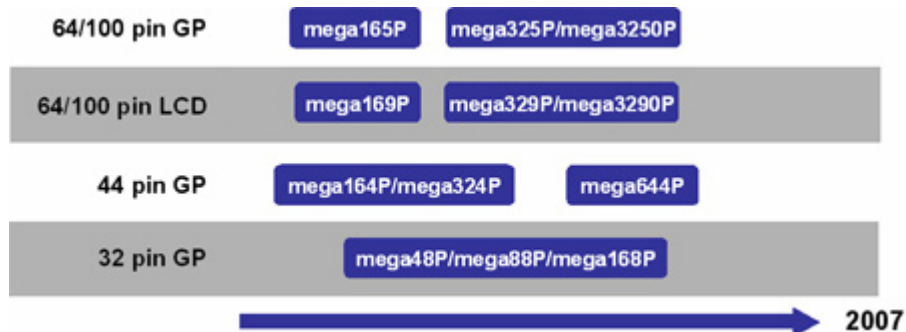 64/100 pin GP mega165P mega325P/mega3250P
64/100 pin LCD mega169P mega329P/mega3290P
44 pin GP mega164P/mega324P mega644P
32 pin GP mega48P/mega88P/mega168P
2007